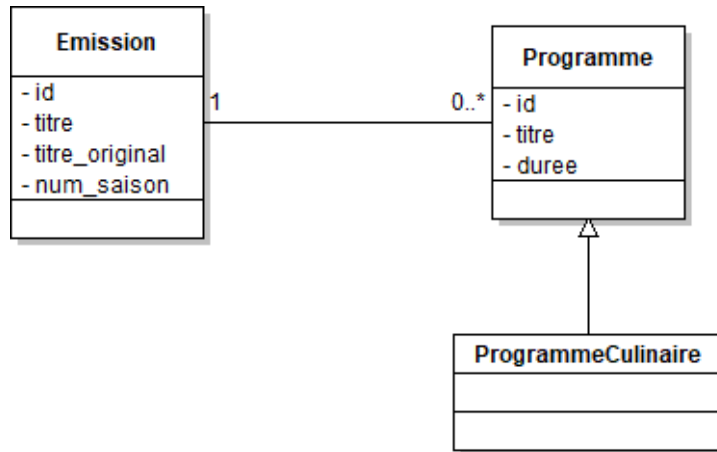 Emission
- id
- titre
- titre_original
- num_saison
1
0..*
Programme
- id
- titre
- duree
ProgrammeCulinaire